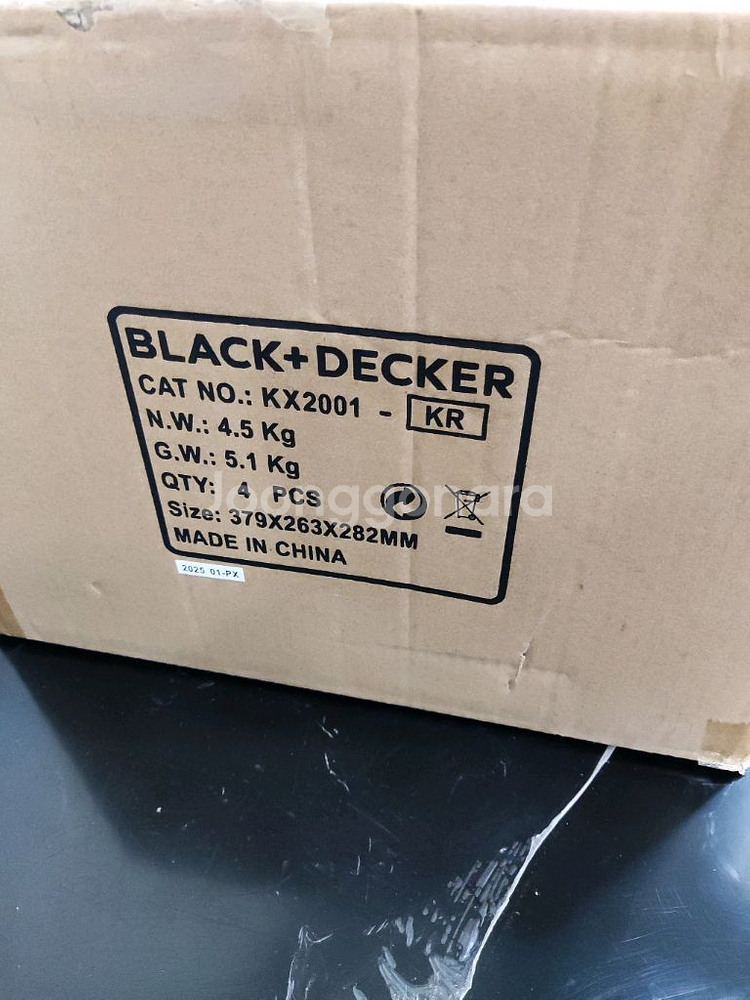 BLACK+DECKER
CAT NO.: KX2001 - KR
N.W.: 4.5 Kg
G.W.: 5.1 Kg
QTY: 4 PCS
Size: 379X263X282MM
MADE IN CHINA
2025 01-PX
Joonggonara